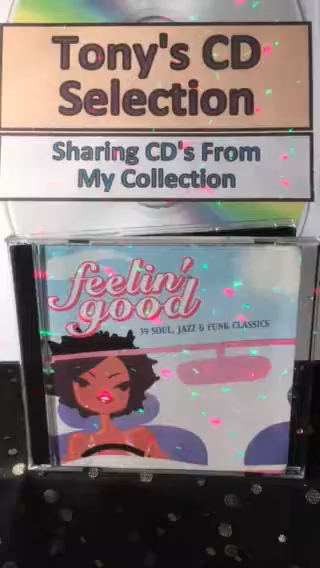 Tony's CD
Selection
Sharing CD's From
My Collection
feelin'
good
39 SOUL, JAZZ & FUNK CLASSICS